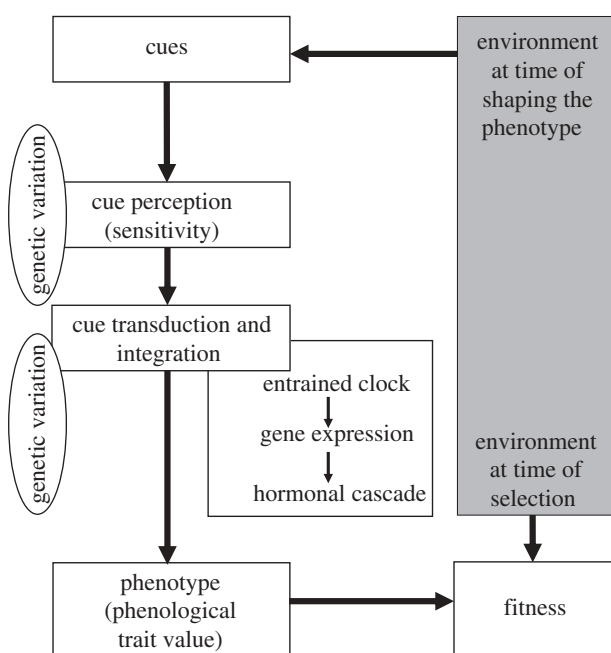 cues
environment
at time of
shaping the
phenotype
genetic variation
cue perception
(sensitivity)
cue transduction and
integration
genetic variation
entrained clock
gene expression
hormonal cascade
environment
at time of
selection
phenotype
(phenological
trait value)
fitness